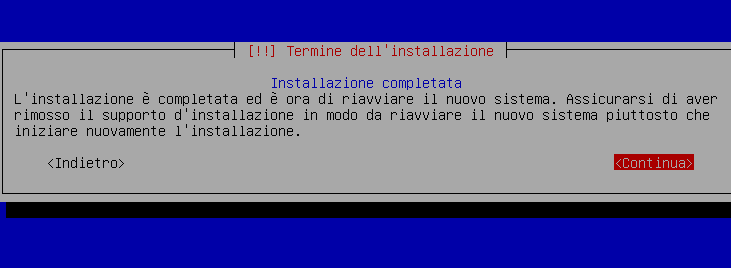 [!!] Termine dell'installazione
Installazione completata
L'installazione è completata ed è ora di riavviare il nuovo sistema. Assicurarsi di aver
rimosso il supporto d'installazione in modo da riavviare il nuovo sistema piuttosto che
iniziare nuovamente l'installazione.
<Indietro> <Continua>